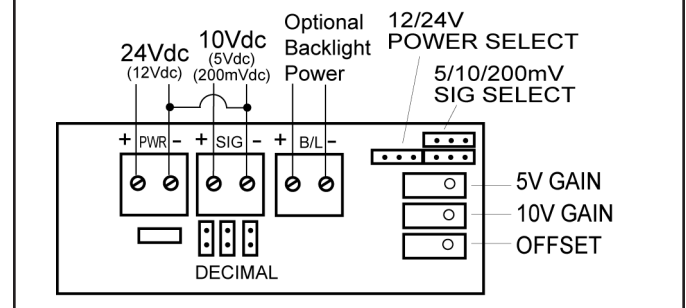 24Vdc
(12Vdc)
10Vdc
(5Vdc)
(200mVdc)
Optional
Backlight
Power
12/24V
POWER SELECT
5/10/200mV
SIG SELECT
+ PWR -
+ SIG -
+ B/L -
5V GAIN
10V GAIN
OFFSET
DECIMAL